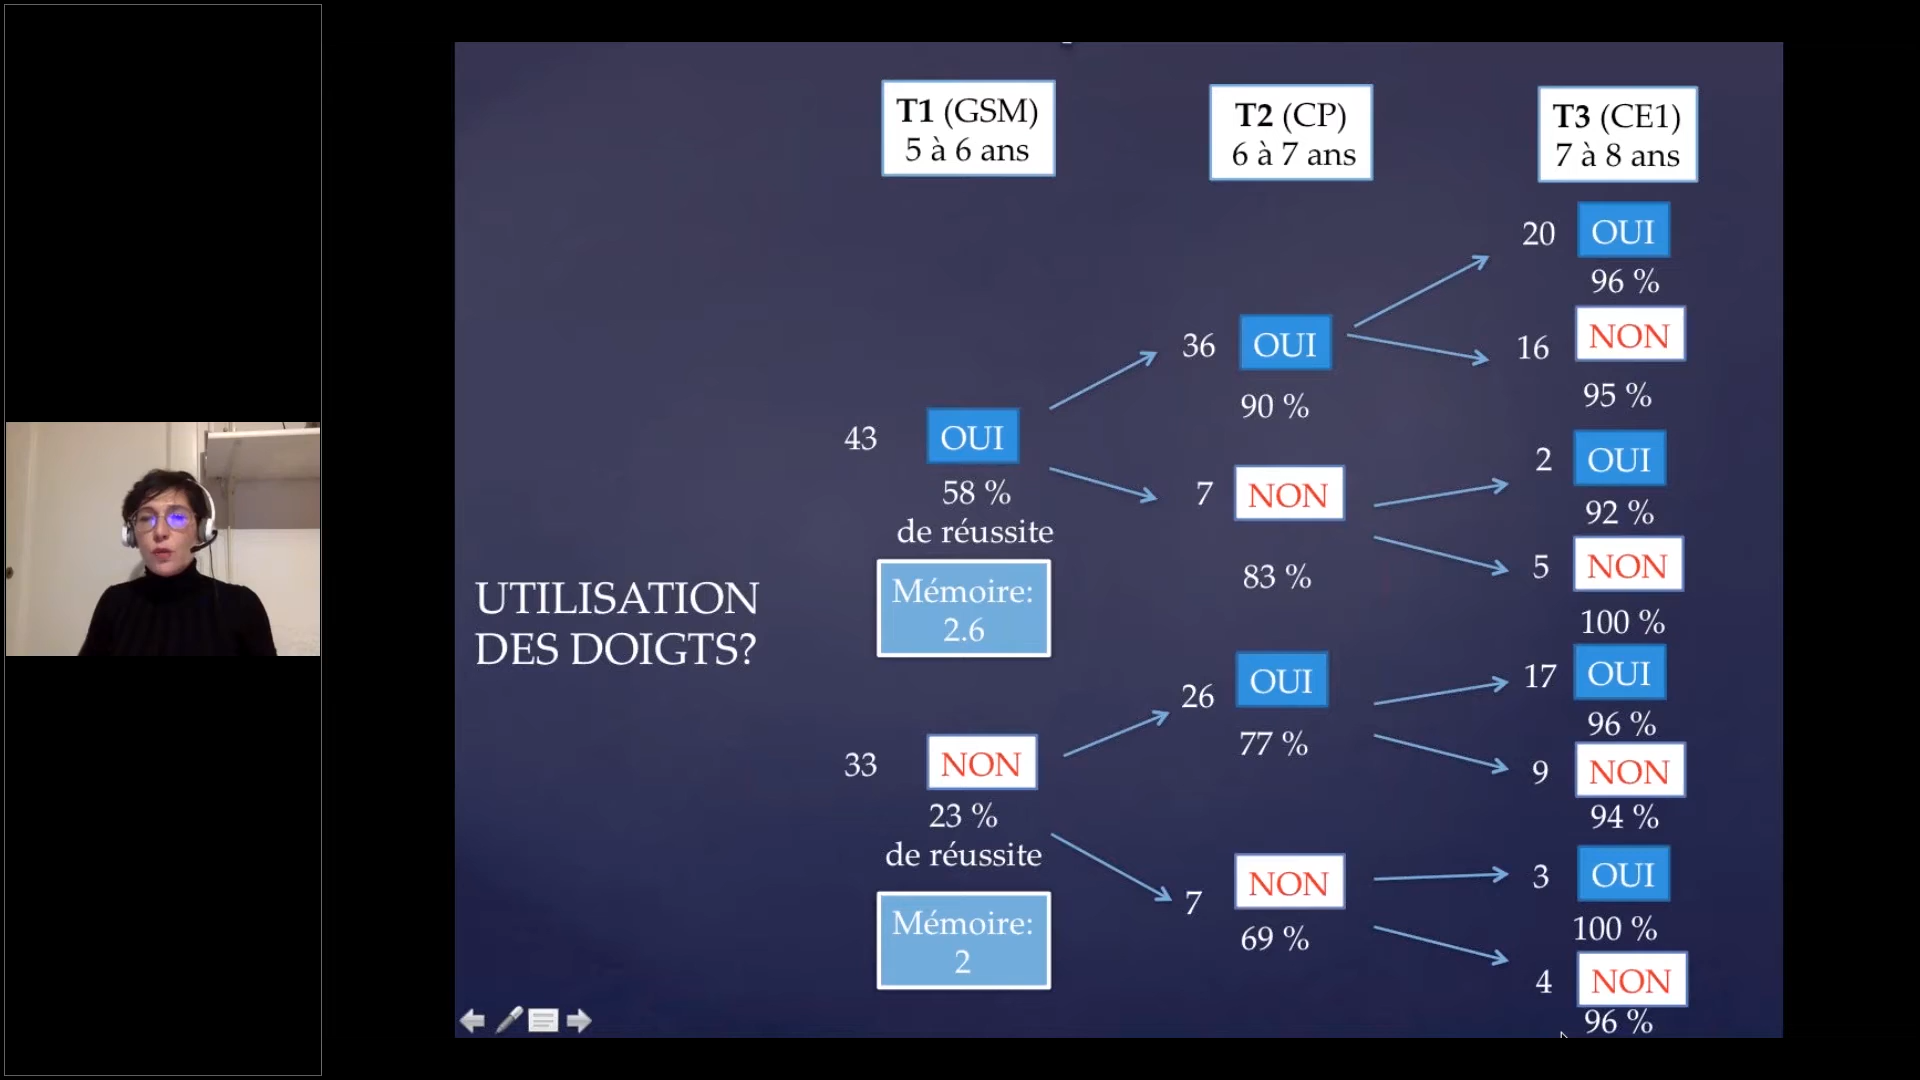 T1 (GSM)
5 à 6 ans
T2 (CP)
6 à 7 ans
T3 (CE1)
7 à 8 ans
UTILISATION
DES DOIGTS?
43 OUI
58 %
de réussite
Mémoire:
2.6
33 NON
23 %
de réussite
Mémoire:
2
36 OUI
90 %
7 NON
83 %
26 OUI
77 %
7 NON
69 %
20 OUI
96 %
16 NON
95 %
2 OUI
92 %
5 NON
100 %
17 OUI
96 %
9 NON
94 %
3 OUI
100 %
4 NON
96 %